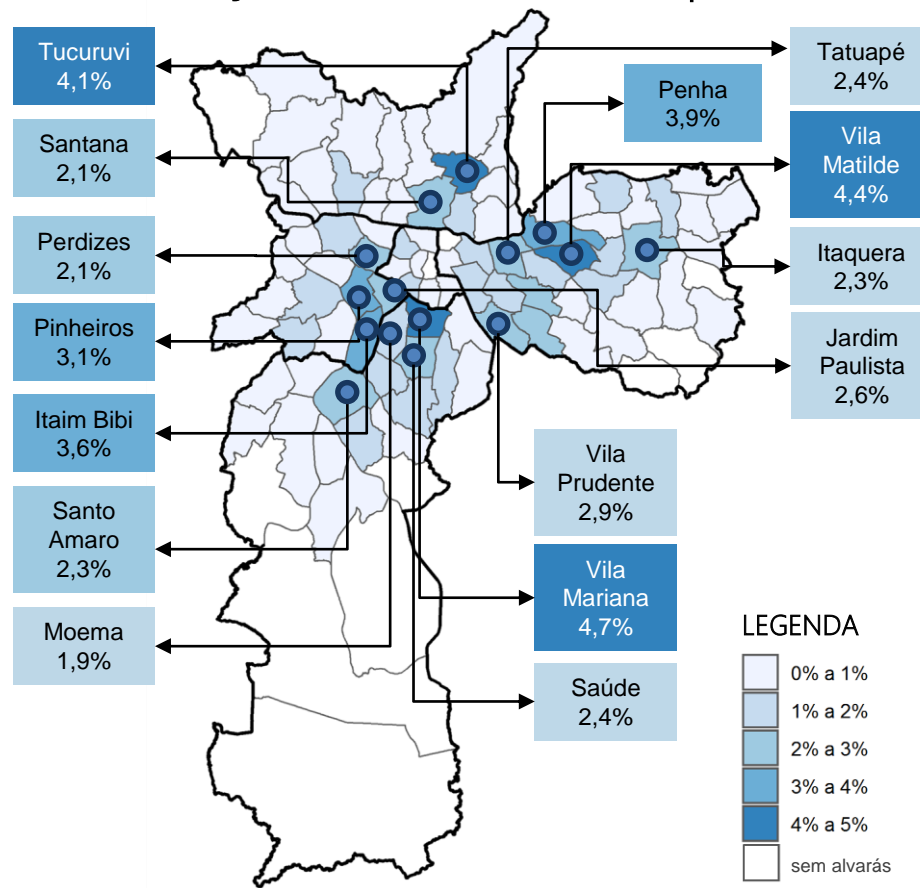 Tucuruvi
4,1%
Santana
2,1%
Perdizes
2,1%
Pinheiros
3,1%
Itaim Bibi
3,6%
Santo
Amaro
2,3%
Moema
1,9%
Tatuapé
2,4%
Penha
3,9%
Vila
Matilde
4,4%
Itaquera
2,3%
Jardim
Paulista
2,6%
Vila
Prudente
2,9%
Vila
Mariana
4,7%
Saúde
2,4%
LEGENDA
0% a 1%
1% a 2%
2% a 3%
3% a 4%
4% a 5%
sem alvarás